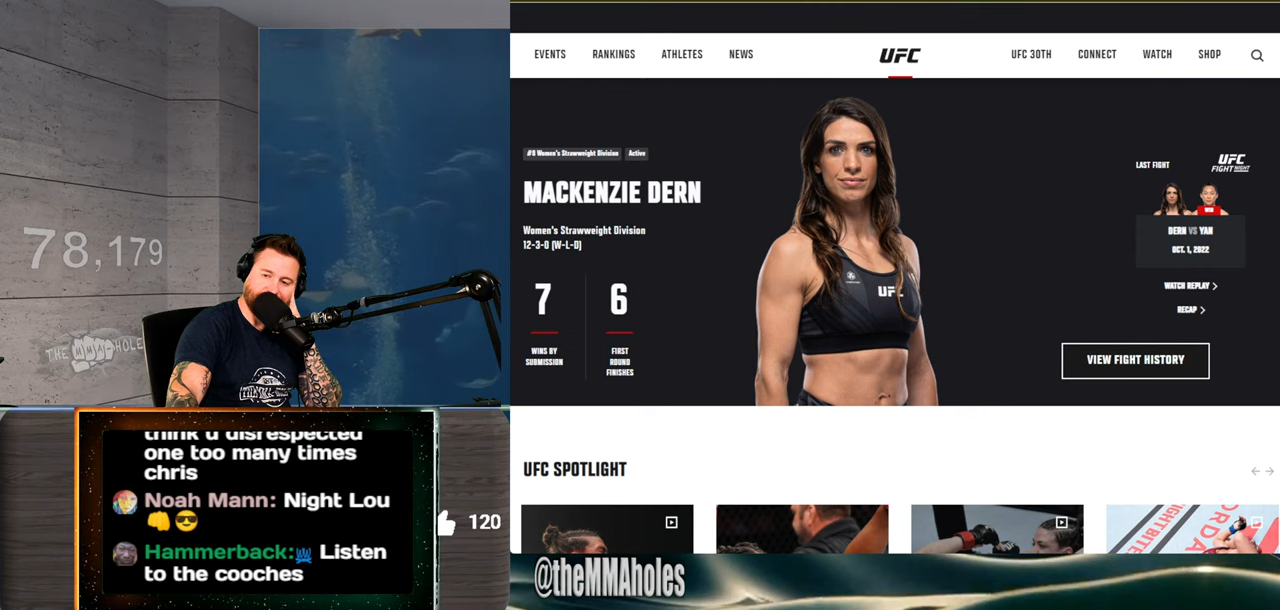 78,179
THE MMA HOLE
think u disrespected
one too many times
chris
Noah Mann: Night Lou
👊😎
Hammerback: Listen
to the cooches
120
EVENTS
RANKINGS
ATHLETES
NEWS
UFC
UFC 30TH
CONNECT
WATCH
SHOP
#8 Women's Strawweight Division
Active
MACKENZIE DERN
Women's Strawweight Division
12-3-0 (W-L-D)
7
WINS BY
SUBMISSION
6
FIRST
ROUND
FINISHES
UFC
LAST FIGHT
UFC
FIGHT NIGHT
DERN VS YAN
OCT. 1, 2022
WATCH REPLAY
RECAP
VIEW FIGHT HISTORY
UFC SPOTLIGHT
@theMMAholes